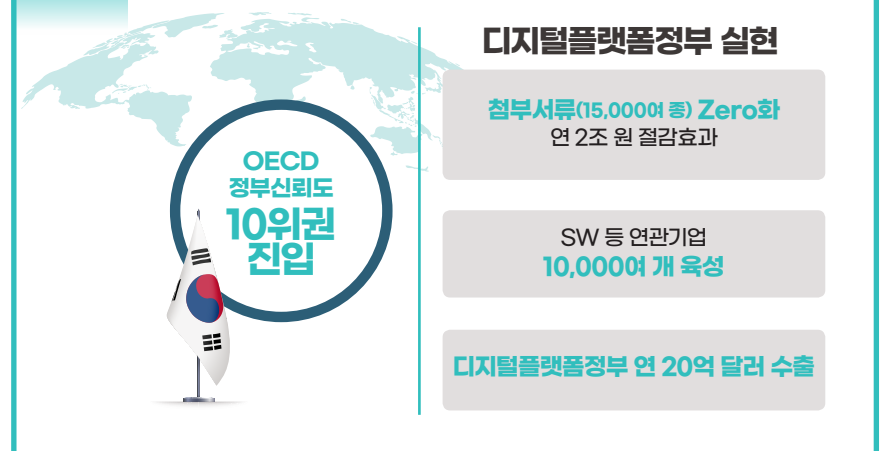 OECD
정부신뢰도
10위권
진입
디지털플랫폼정부 실현
첨부서류(15,000여 종) Zero화
연 2조 원 절감효과
SW 등 연관기업
10,000여 개 육성
디지털플랫폼정부 연 20억 달러 수출